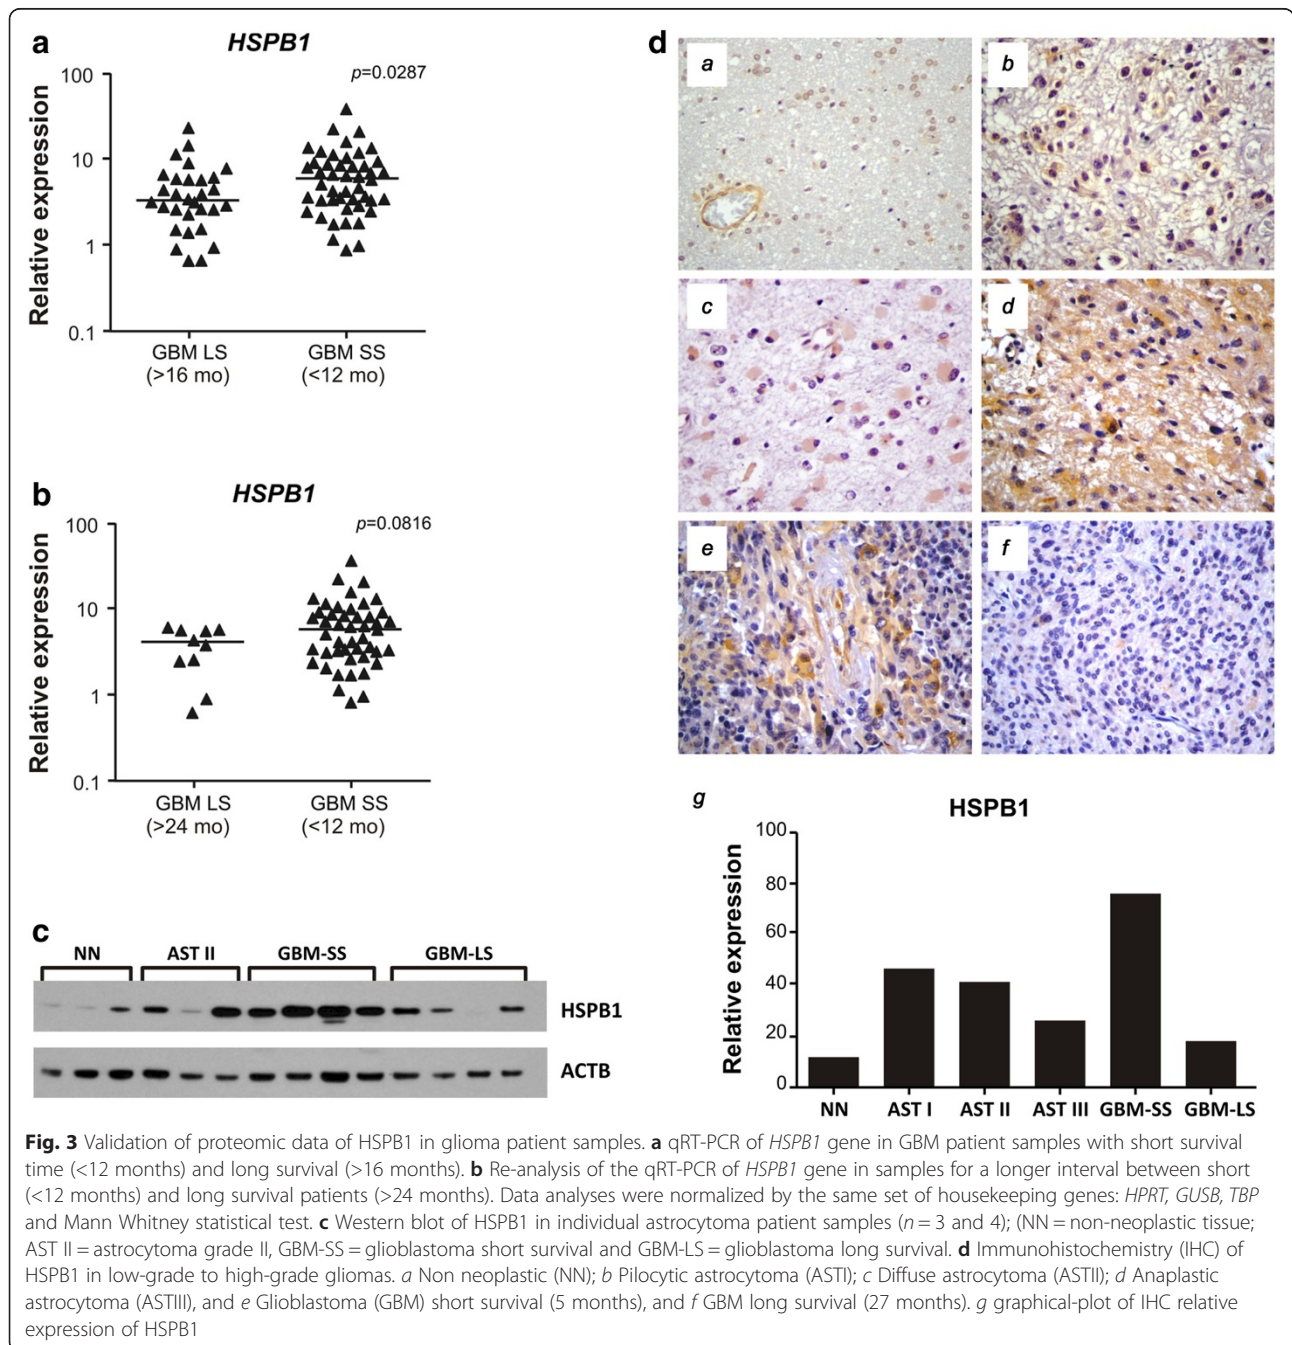 a
HSPB1
p=0.0287
Relative expression
100
10
1
0.1
GBM LS
(>16 mo)
GBM SS
(<12 mo)
b
HSPB1
p=0.0816
Relative expression
100
10
1
0.1
GBM LS
(>24 mo)
GBM SS
(<12 mo)
c
NN
AST II
GBM-SS
GBM-LS
HSPB1
ACTB
d
a
b
c
d
e
f
g
HSPB1
Relative expression
100
80
60
40
20
0
NN
AST I
AST II
AST III
GBM-SS
GBM-LS
Fig. 3 Validation of proteomic data of HSPB1 in glioma patient samples. a qRT-PCR of HSPB1 gene in GBM patient samples with short survival
time (<12 months) and long survival (>16 months). b Re-analysis of the qRT-PCR of HSPB1 gene in samples for a longer interval between short
(<12 months) and long survival patients (>24 months). Data analyses were normalized by the same set of housekeeping genes: HPRT, GUSB, TBP
and Mann Whitney statistical test. c Western blot of HSPB1 in individual astrocytoma patient samples (n = 3 and 4); (NN = non-neoplastic tissue;
AST II = astrocytoma grade II, GBM-SS = glioblastoma short survival and GBM-LS = glioblastoma long survival. d Immunohistochemistry (IHC) of
HSPB1 in low-grade to high-grade gliomas. a Non neoplastic (NN); b Pilocytic astrocytoma (ASTI); c Diffuse astrocytoma (ASTII); d Anaplastic
astrocytoma (ASTIII), and e Glioblastoma (GBM) short survival (5 months), and f GBM long survival (27 months). g graphical-plot of IHC relative
expression of HSPB1